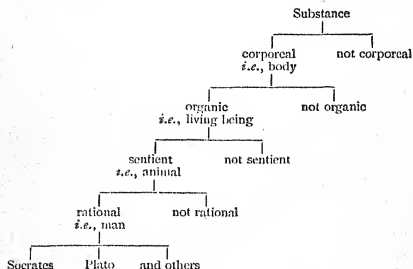 Substance
corporeal not corporeal
i.e., body
organic not organic
i.e., living being
sentient not sentient
i.e., animal
rational not rational
i.e., man
Socrates Plato and others